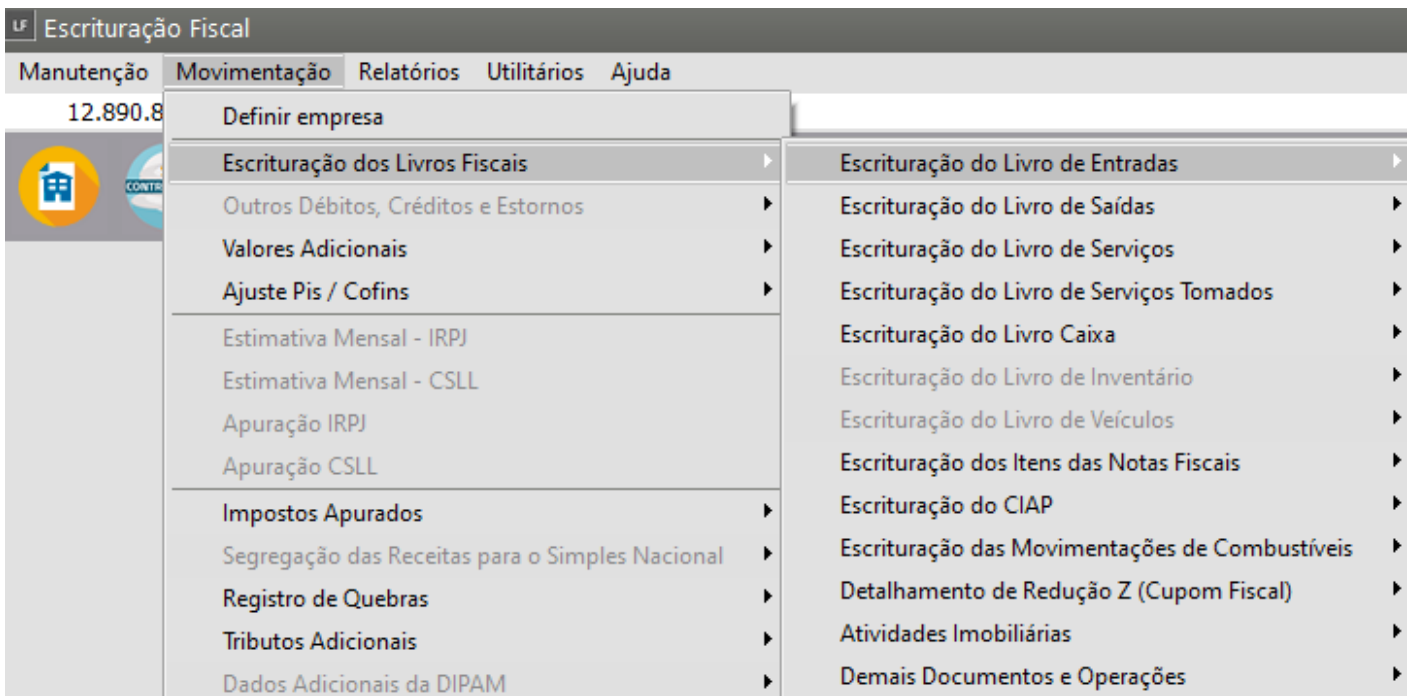 LF Escrituração Fiscal
Manutenção Movimentação Relatórios Utilitários Ajuda
12.890.8
Definir empresa
Escrituração dos Livros Fiscais
Outros Débitos, Créditos e Estornos
Valores Adicionais
Ajuste Pis / Cofins
Estimativa Mensal - IRPJ
Estimativa Mensal - CSLL
Apuração IRPJ
Apuração CSLL
Impostos Apurados
Segregação das Receitas para o Simples Nacional
Registro de Quebras
Tributos Adicionais
Dados Adicionais da DIPAM
Escrituração do Livro de Entradas
Escrituração do Livro de Saídas
Escrituração do Livro de Serviços
Escrituração do Livro de Serviços Tomados
Escrituração do Livro Caixa
Escrituração do Livro de Inventário
Escrituração do Livro de Veículos
Escrituração dos Itens das Notas Fiscais
Escrituração do CIAP
Escrituração das Movimentações de Combustíveis
Detalhamento de Redução Z (Cupom Fiscal)
Atividades Imobiliárias
Demais Documentos e Operações